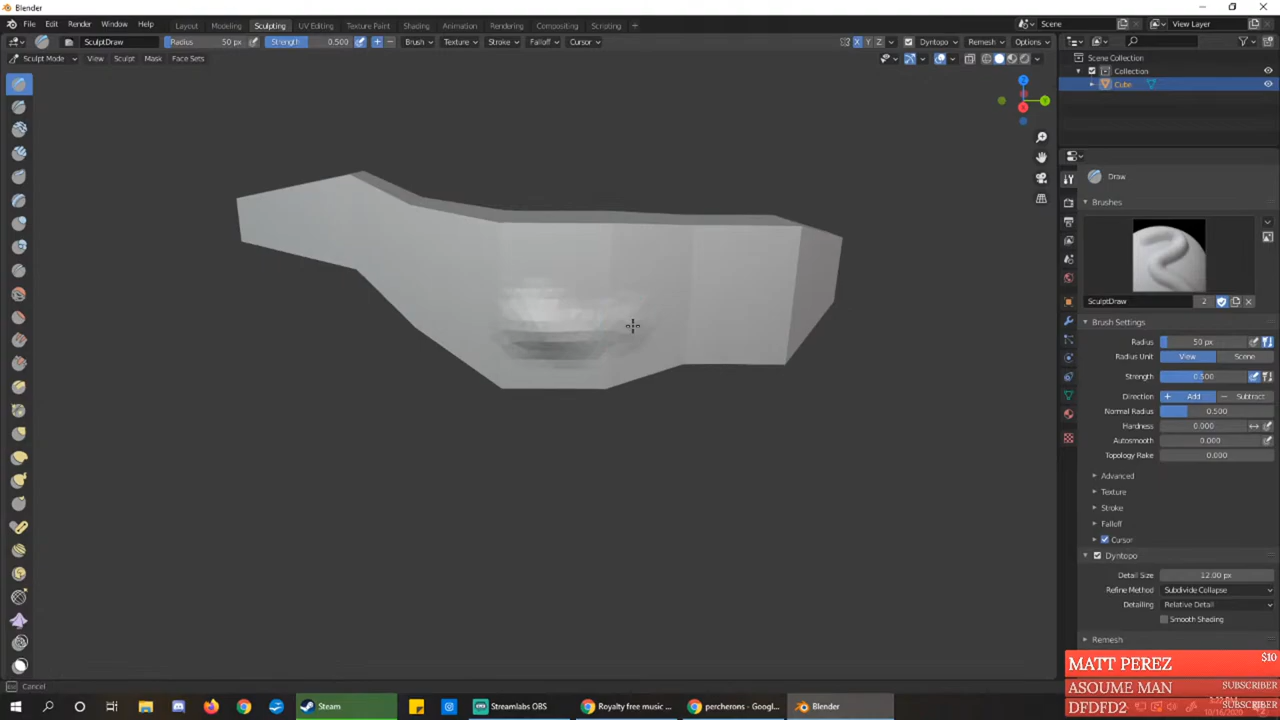 Blender
File Edit Render Window Help Layout Modeling Sculpting UV Editing Texture Paint Shading Animation Rendering Compositing Scripting + Scene View Layer
SculptDraw Radius 50 px Strength 0.500 Brush Texture Stroke Falloff Cursor X Y Z Dyntopo Remesh Options
Sculpt Mode View Sculpt Mask Face Sets
Scene Collection
Collection
Cube
Z
Y
Draw
Brushes
SculptDraw 2
Brush Settings
Radius 50 px
Radius Unit View Scene
Strength 0.500
Direction + Add − Subtract
Normal Radius 0.500
Hardness 0.000
Autosmooth 0.000
Topology Rake 0.000
Advanced
Texture
Stroke
Falloff
Cursor
Dyntopo
Detail Size 12.00 px
Refine Method Subdivide Collapse
Detailing Relative Detail
Smooth Shading
Remesh
MATT PEREZ $10
ASOUME MAN SUBSCRIBER
DFDFD2 SUBSCRIBER
10/16/2020
Cancel
Steam Streamlabs OBS Royalty free music ... percherons - Googl... Blender